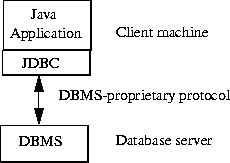 Java
Application
Client machine
JDBC
DBMS-proprietary protocol
DBMS
Database server